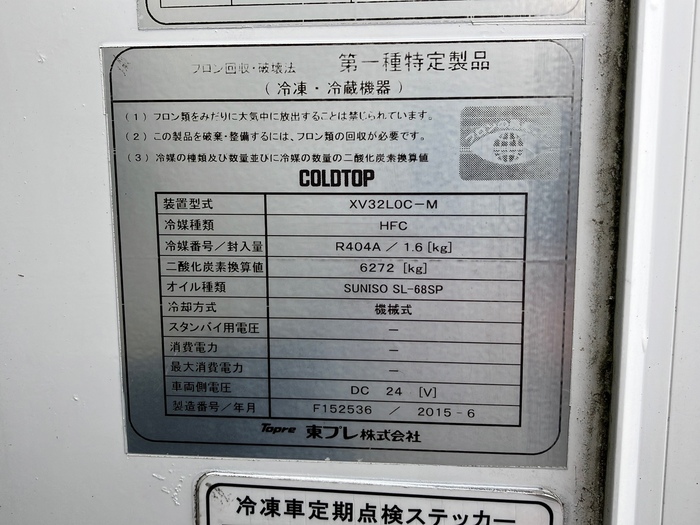 フロン回収・破壊法 第一種特定製品
(冷凍・冷蔵機器)
(1) フロン類をみだりに大気中に放出することは禁じられています。
(2) この製品を廃棄・整備するには、フロン類の回収が必要です。
(3) 冷媒の種類及び数量並びに冷媒の数量の二酸化炭素換算値
COLDTOP
装置型式 XV32L0C-M
冷媒種類 HFC
冷媒番号/封入量 R404A / 1.6 [kg]
二酸化炭素換算値 6272 [kg]
オイル種類 SUNISO SL-68SP
冷却方式 機械式
スタンバイ用電圧 -
消費電力 -
最大消費電力 -
車両側電圧 DC 24 [V]
製造番号/年月 F152536 / 2015-6
Topre 東プレ株式会社
冷凍車定期点検ステッカー